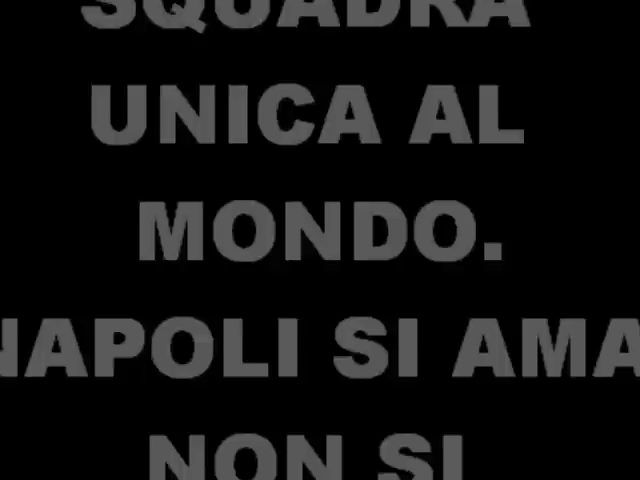 SQUADRA
UNICA AL
MONDO.
NAPOLI SI AMA
NON SI